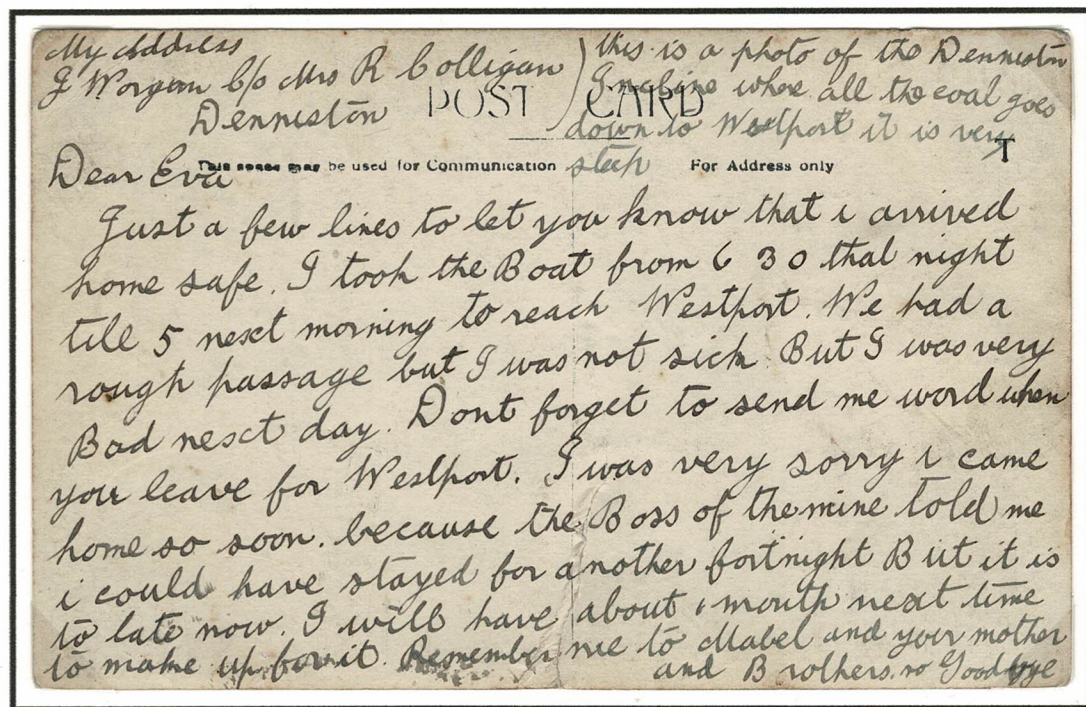 My Address
J Worgan C/o Mrs R Colligan
Denniston
this is a photo of the Denniston
Incline where all the coal goes
down to Westport it is very
steep
POST CARD
T
This space may be used for Communication
For Address only
Dear Eva
Just a few lines to let you know that i arrived
home safe. I took the Boat from 6 30 that night
till 5 nesct morning to reach Westport. We had a
rough passage but I was not sick But I was very
Bad nesct day. Dont forget to send me word when
you leave for Westport. I was very sorry i came
home so soon. because the Boss of the mine told me
i could have stayed for another fortnight But it is
to late now. I will have about 1 month next time
to make up for it. Remember me to Mabel and your mother
and Brothers. so Goodbye